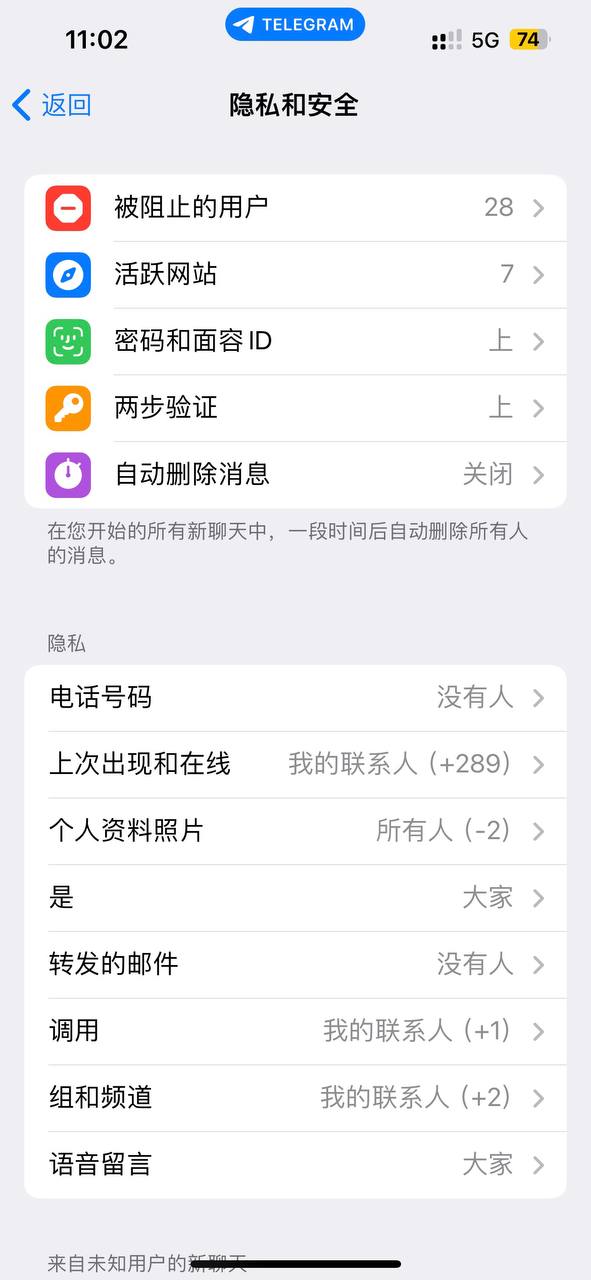 11:02
TELEGRAM
5G
74
返回
隐私和安全
被阻止的用户 28
活跃网站 7
密码和面容 ID 上
两步验证 上
自动删除消息 关闭
在您开始的所有新聊天中，一段时间后自动删除所有人
的消息。
隐私
电话号码 没有人
上次出现和在线 我的联系人（+289）
个人资料照片 所有人（-2）
是 大家
转发的邮件 没有人
调用 我的联系人（+1）
组和频道 我的联系人（+2）
语音留言 大家
来自未知用户的新聊天